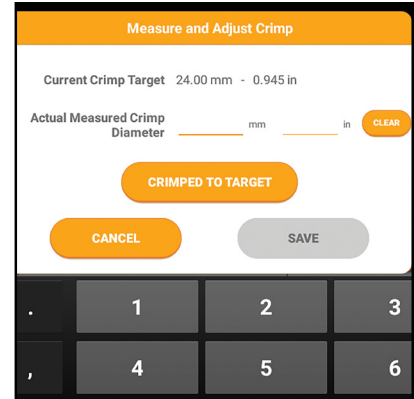 Measure and Adjust Crimp
Current Crimp Target 24.00 mm - 0.945 in
Actual Measured Crimp
Diameter mm in CLEAR
CRIMPED TO TARGET
CANCEL SAVE
. 1 2 3
, 4 5 6